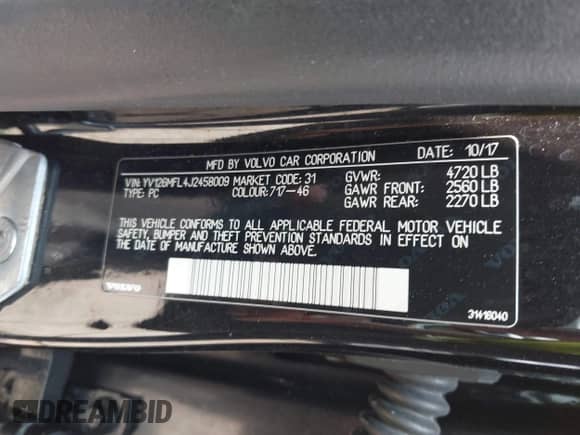 MFD BY VOLVO CAR CORPORATION DATE: 10/17
VIN: YV126MFL4J2458009 MARKET CODE: 31 GVWR: 4720 LB
TYPE: PC COLOUR: 717-46 GAWR FRONT: 2560 LB
GAWR REAR: 2270 LB
THIS VEHICLE CONFORMS TO ALL APPLICABLE FEDERAL MOTOR VEHICLE
SAFETY, BUMPER AND THEFT PREVENTION STANDARDS IN EFFECT ON
THE DATE OF MANUFACTURE SHOWN ABOVE.
VOLVO 31416040
DREAMBID